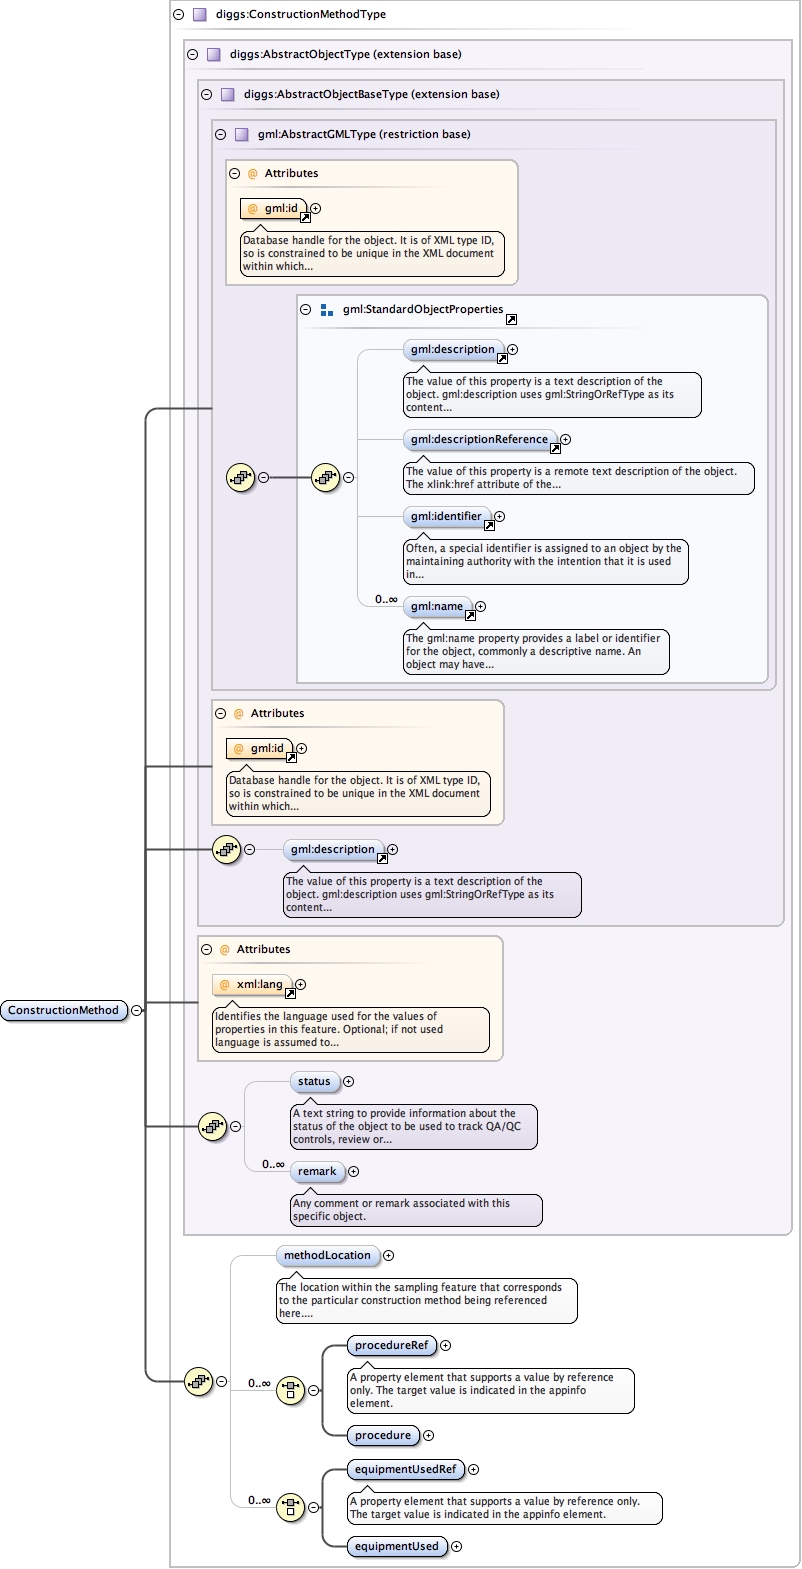 diggs:ConstructionMethodType
diggs:AbstractObjectType (extension base)
diggs:AbstractObjectBaseType (extension base)
gml:AbstractGMLType (restriction base)
@ Attributes
@ gml:id
Database handle for the object. It is of XML type ID,
so is constrained to be unique in the XML document
within which...
gml:StandardObjectProperties
gml:description
The value of this property is a text description of the
object. gml:description uses gml:StringOrRefType as its
content...
gml:descriptionReference
The value of this property is a remote text description of the object.
The xlink:href attribute of the...
gml:identifier
Often, a special identifier is assigned to an object by the
maintaining authority with the intention that it is used
in...
0..∞
gml:name
The gml:name property provides a label or identifier
for the object, commonly a descriptive name. An
object may have...
@ Attributes
@ gml:id
Database handle for the object. It is of XML type ID,
so is constrained to be unique in the XML document
within which...
gml:description
The value of this property is a text description of the
object. gml:description uses gml:StringOrRefType as its
content...
@ Attributes
@ xml:lang
Identifies the language used for the values of
properties in this feature. Optional; if not used
language is assumed to...
ConstructionMethod
status
A text string to provide information about the
status of the object to be used to track QA/QC
controls, review or...
0..∞
remark
Any comment or remark associated with this
specific object.
methodLocation
The location within the sampling feature that corresponds
to the particular construction method being referenced
here....
procedureRef
0..∞
A property element that supports a value by reference
only. The target value is indicated in the appinfo
element.
procedure
equipmentUsedRef
0..∞
A property element that supports a value by reference only.
The target value is indicated in the appinfo element.
equipmentUsed